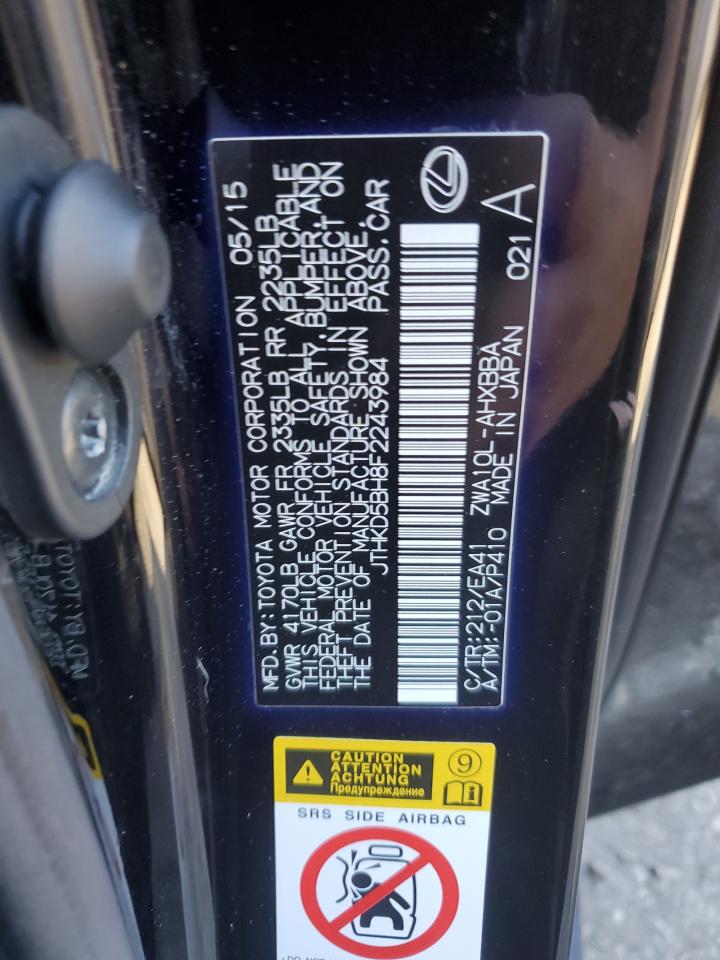 MFD. BY: TOYOTA MOTOR CORPORATION 05/15
GVWR 4170LB GAWR FR 2335LB RR 2235LB
THIS VEHICLE CONFORMS TO ALL APPLICABLE
FEDERAL MOTOR VEHICLE SAFETY, BUMPER, AND
THEFT PREVENTION STANDARDS IN EFFECT ON
THE DATE OF MANUFACTURE SHOWN ABOVE.
JTHKD5BH8F2243984 PASS. CAR
C/TR: 212/EA41 ZWA10L-AHXBBA
A/TM: -01A/P410 MADE IN JAPAN 021 A
CAUTION
ATTENTION
ACHTUNG
Предупреждение
9
SRS SIDE AIRBAG